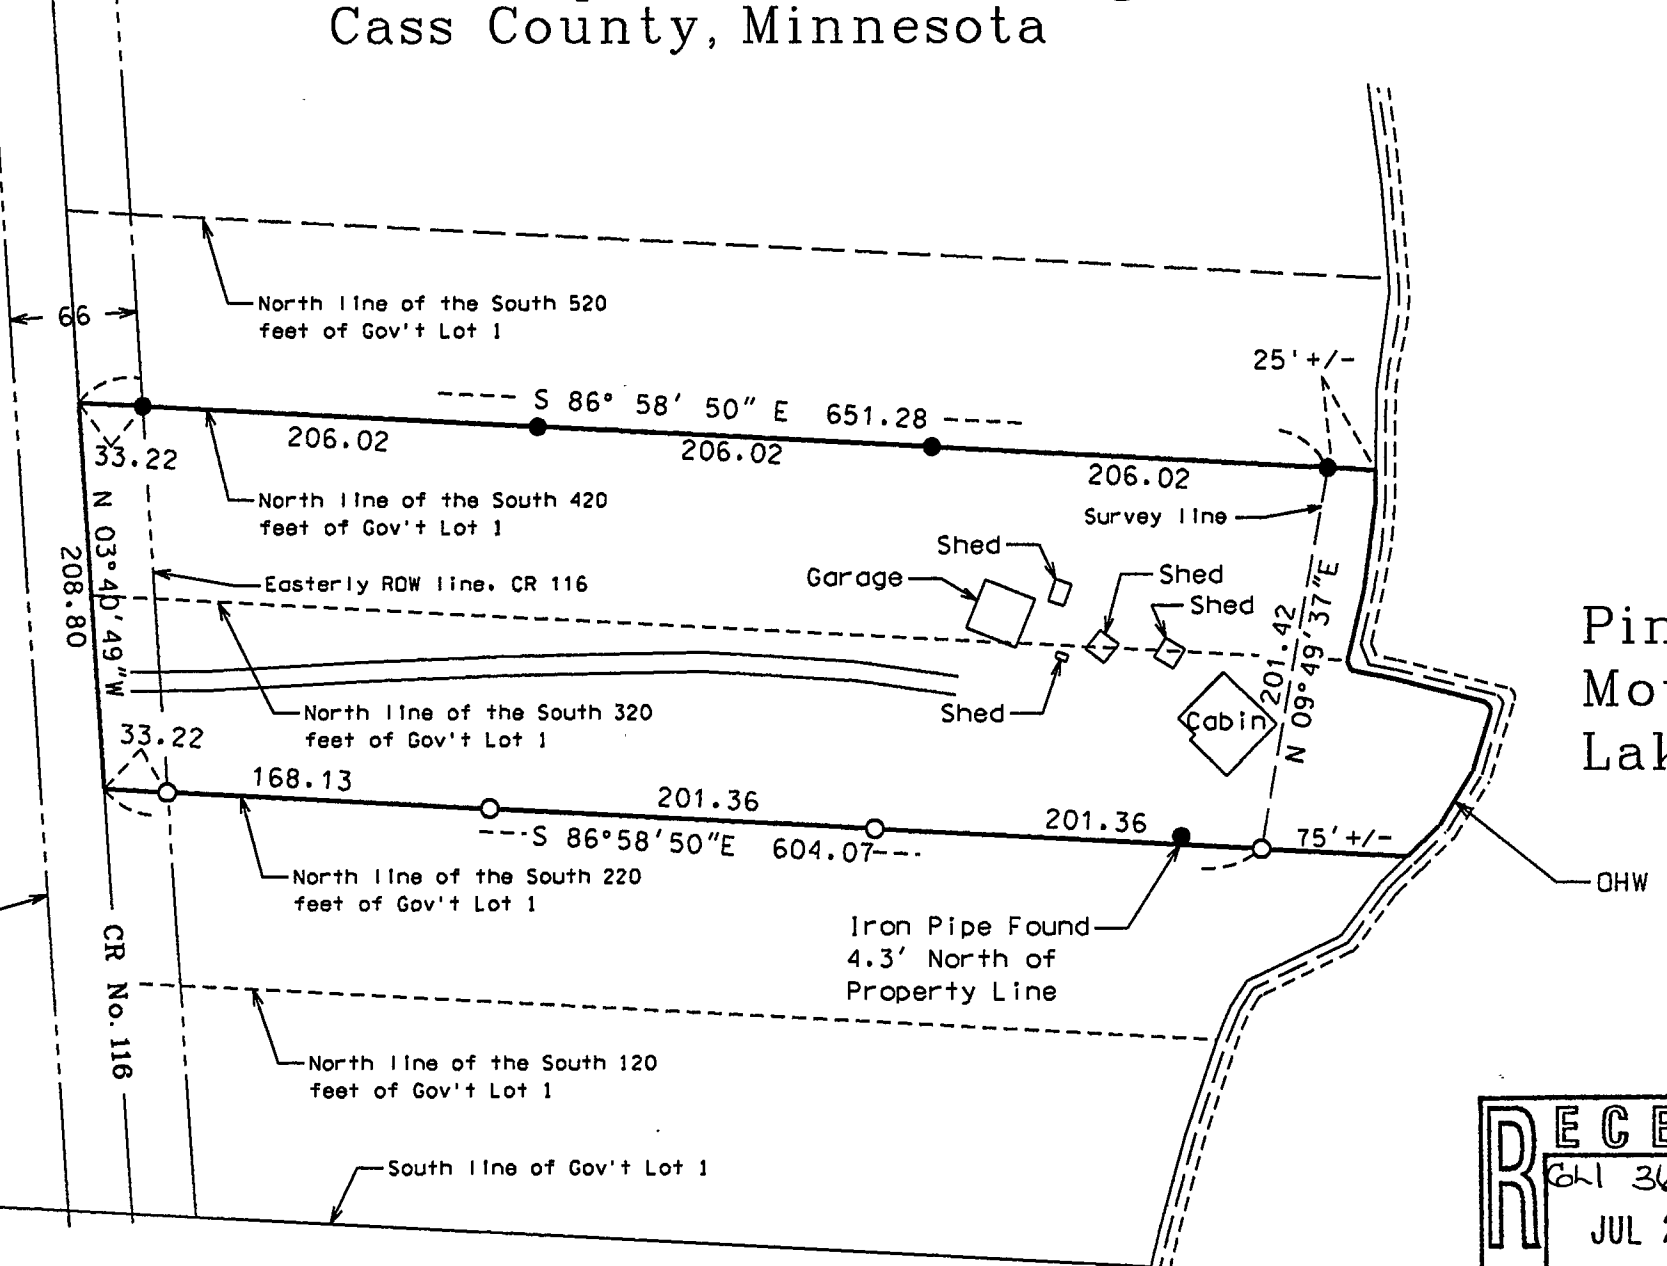 Cass County, Minnesota
North line of the South 520
feet of Gov't Lot 1
66
25'+/-
S 86° 58' 50" E 651.28
206.02
206.02
206.02
33.22
North line of the South 420
feet of Gov't Lot 1
Survey line
N 03°40'49"W
208.80
Shed
Garage
Shed
Shed
Easterly ROW line. CR 116
201.42
N 09°49'37"E
Shed
Cabin
North line of the South 320
feet of Gov't Lot 1
33.22
168.13
201.36
201.36
75'+/-
S 86°58'50"E 604.07
North line of the South 220
feet of Gov't Lot 1
OHW
Iron Pipe Found
4.3' North of
Property Line
CR No. 116
North line of the South 120
feet of Gov't Lot 1
South line of Gov't Lot 1
JUL